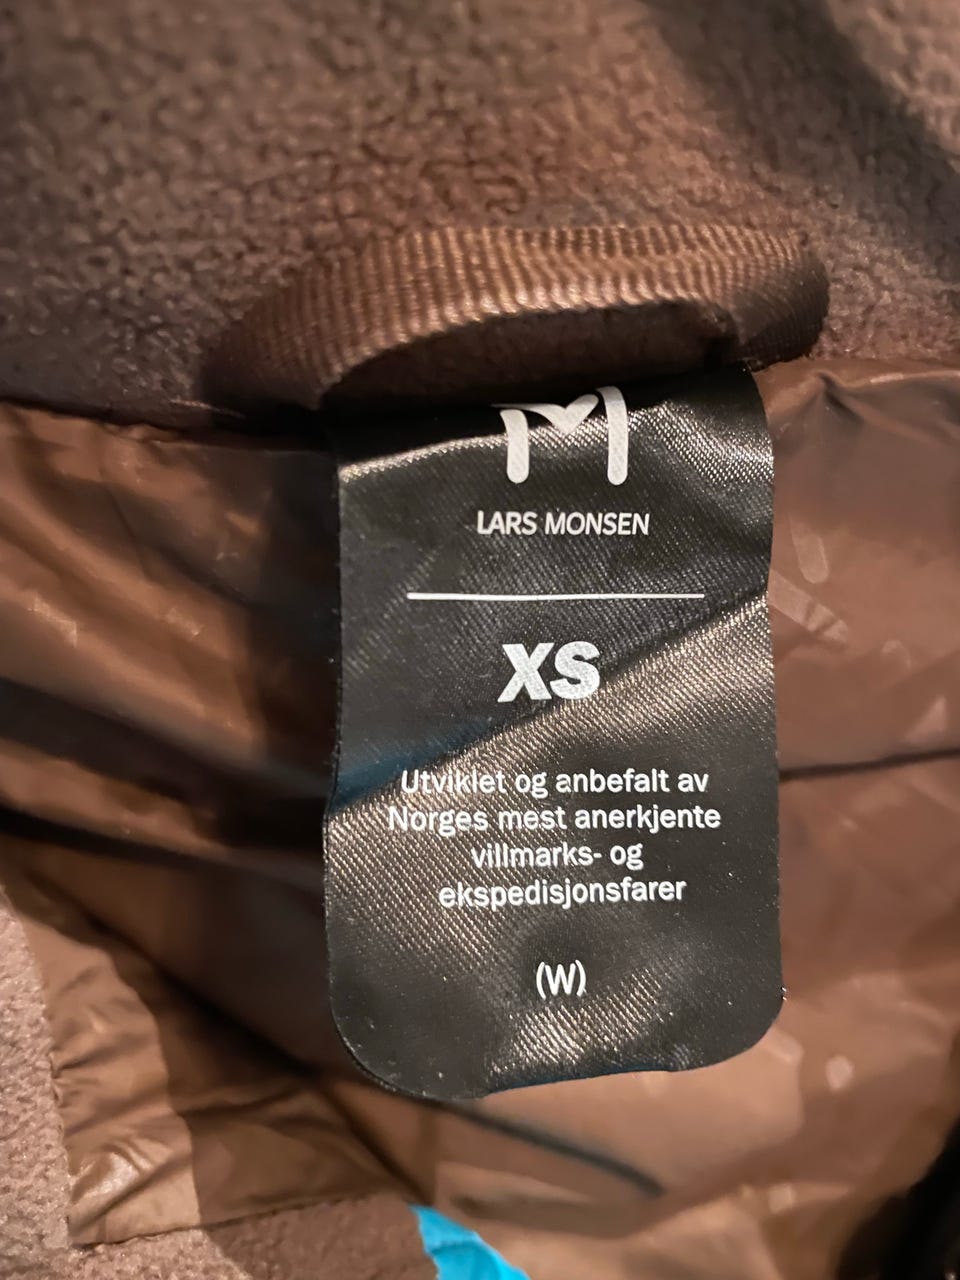 LARS MONSEN
XS
Utviklet og anbefalt av
Norges mest anerkjente
villmarks- og
ekspedisjonsfarer
(W)